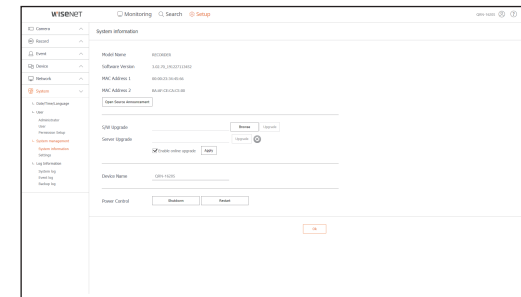 WISENET
Monitoring Search Setup
Camera
Record
Event
Device
Network
System
Date/Time/Language
User
Administrator
User
Permission Setup
System management
System Information
Settings
Log Information
System log
Event log
Backup log
System Information
Model Name
Software Version
MAC Address 1
MAC Address 2
Open Source Announcement
S/W Upgrade Browse Upgrade
Server Upgrade Upgrade
Enable online upgrade Apply
Device Name
Power Control Shutdown Restart
OK